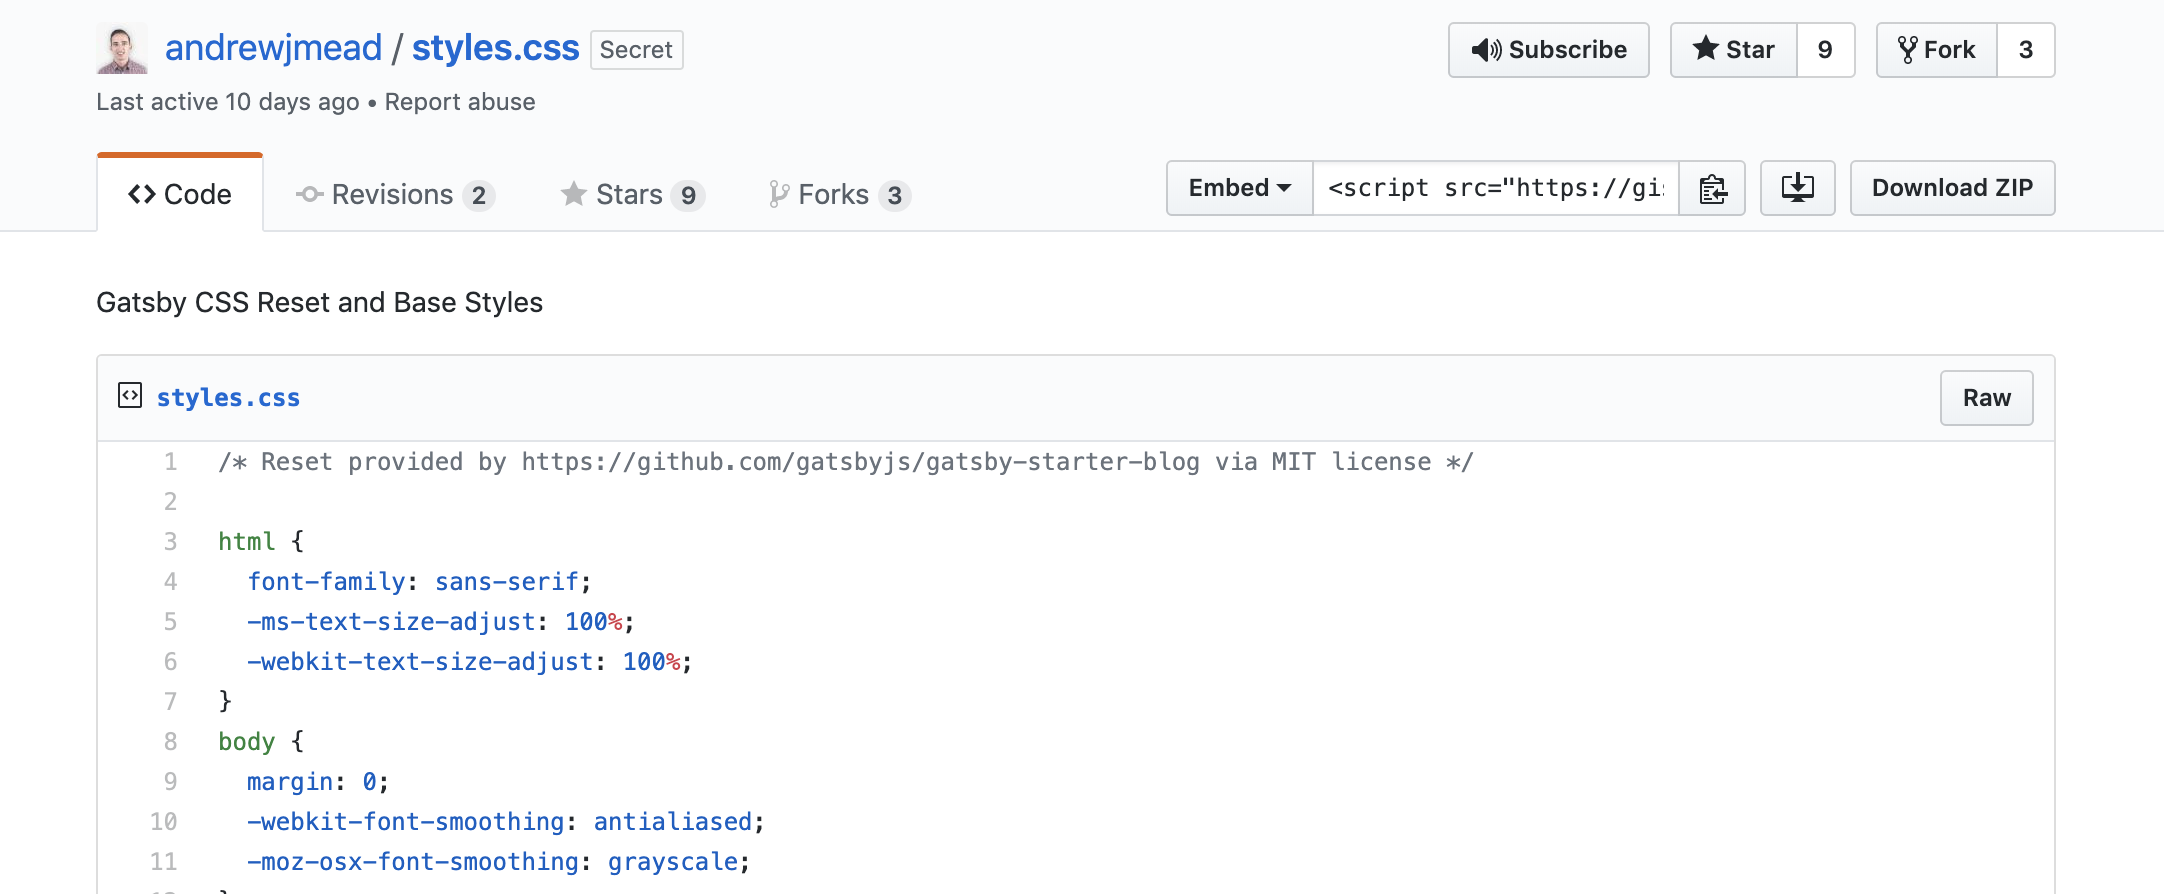 andrewjmead / styles.css Secret
Subscribe Star 9 Fork 3
Last active 10 days ago • Report abuse
Code Revisions 2 Stars 9 Forks 3
Embed <script src="https://gi Download ZIP
Gatsby CSS Reset and Base Styles
styles.css Raw
1 /* Reset provided by https://github.com/gatsbyjs/gatsby-starter-blog via MIT license */
2
3 html {
4 font-family: sans-serif;
5 -ms-text-size-adjust: 100%;
6 -webkit-text-size-adjust: 100%;
7 }
8 body {
9 margin: 0;
10 -webkit-font-smoothing: antialiased;
11 -moz-osx-font-smoothing: grayscale;